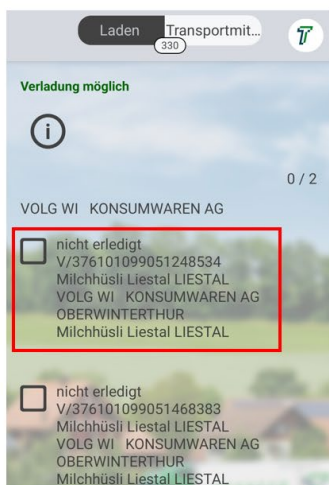 Laden
Transportmit...
330
T
Verladung möglich
i
0 / 2
VOLG WI KONSUMWAREN AG
nicht erledigt
V/376101099051248534
Milchhüsli Liestal LIESTAL
VOLG WI KONSUMWAREN AG
OBERWINTERTHUR
Milchhüsli Liestal LIESTAL
nicht erledigt
V/376101099051468383
Milchhüsli Liestal LIESTAL
VOLG WI KONSUMWAREN AG
OBERWINTERTHUR
Milchhüsli Liestal LIESTAL